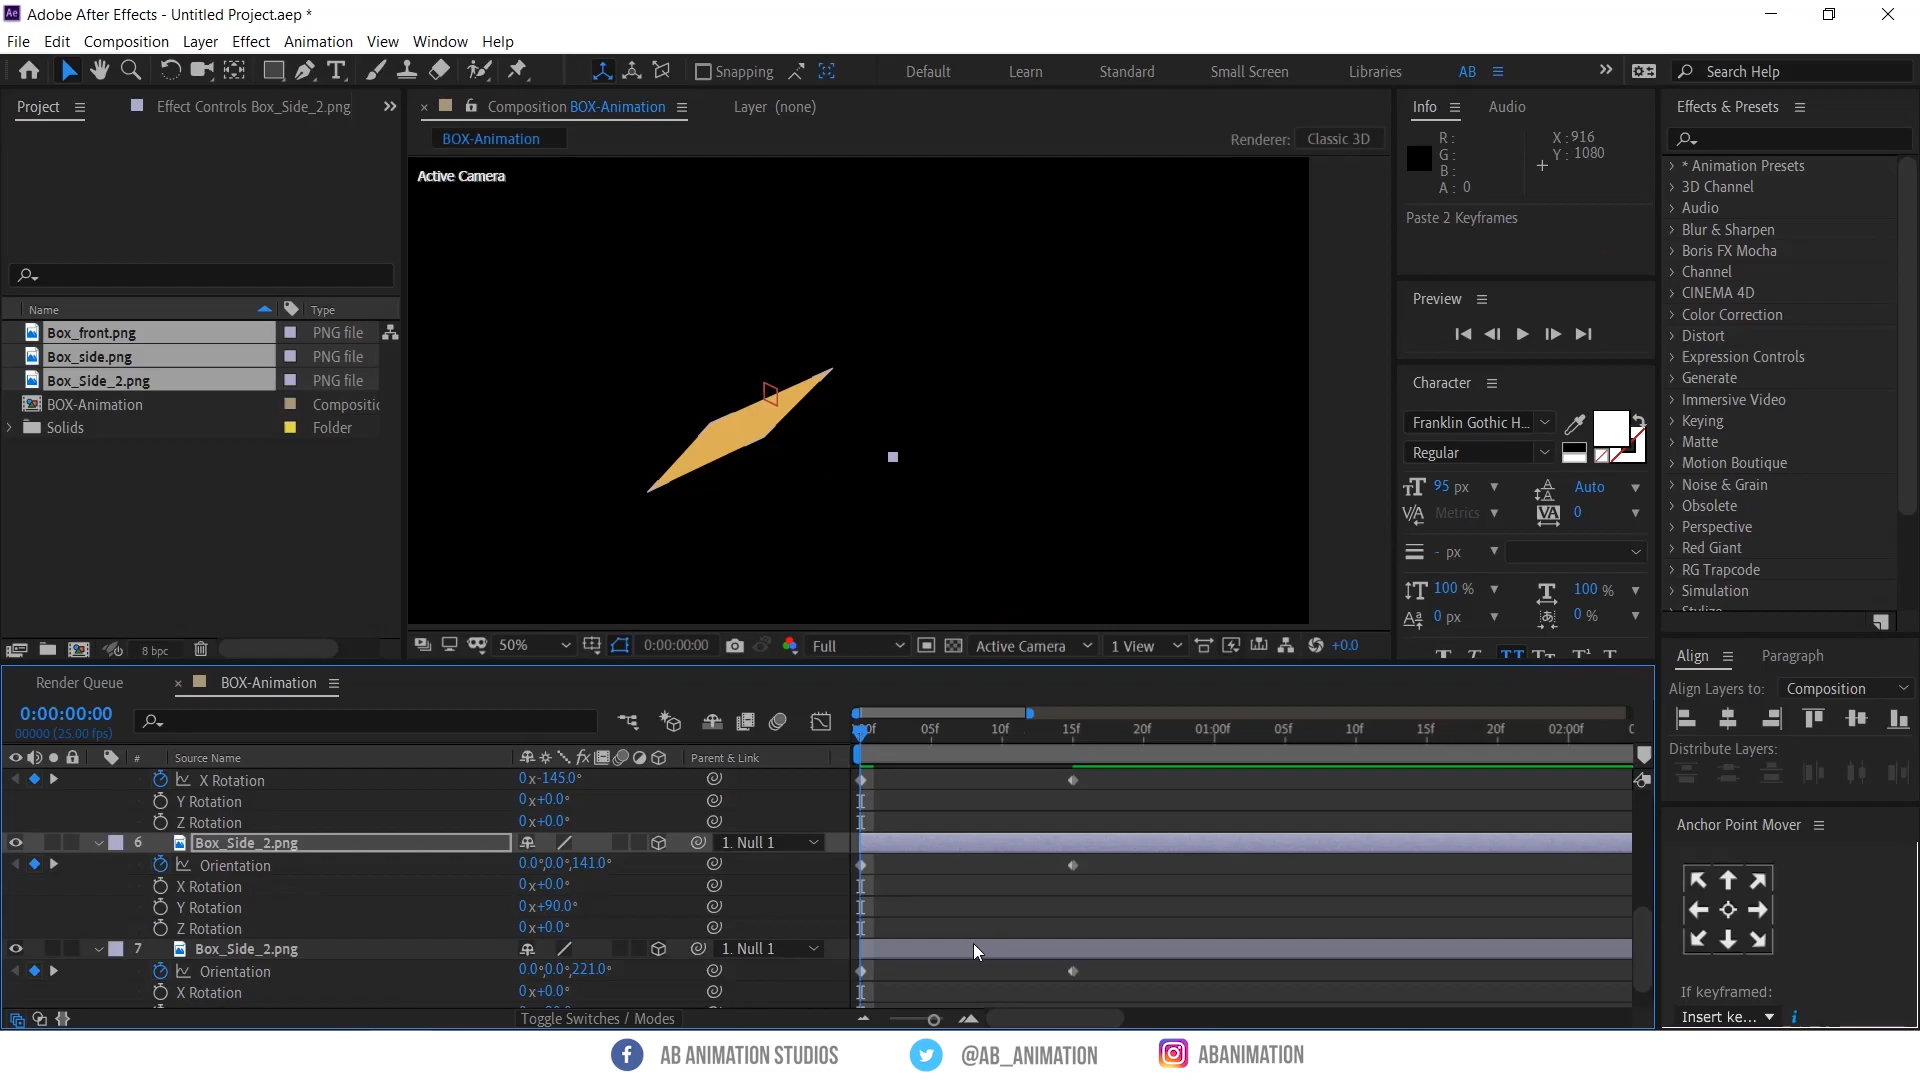 Ae Adobe After Effects - Untitled Project.aep *
File Edit Composition Layer Effect Animation View Window Help
Snapping Default Learn Standard Small Screen Libraries AB Search Help
Project Effect Controls Box_Side_2.png
Composition BOX-Animation Layer (none)
Info Audio
Effects & Presets
BOX-Animation Renderer: Classic 3D
R :
G :
B :
A : 0
X : 916
Y : 1080
Active Camera
Paste 2 Keyframes
* Animation Presets
3D Channel
Audio
Blur & Sharpen
Boris FX Mocha
Channel
CINEMA 4D
Color Correction
Distort
Expression Controls
Generate
Immersive Video
Keying
Matte
Motion Boutique
Noise & Grain
Obsolete
Perspective
Red Giant
RG Trapcode
Simulation
Stylize
Name Type
Box_front.png PNG file
Box_side.png PNG file
Box_Side_2.png PNG file
BOX-Animation Compositic
Solids Folder
8 bpc
Preview
Character
Franklin Gothic H...
Regular
95 px Auto
Metrics 0
- px
100 % 100 %
0 px 0 %
50% 0:00:00:00 Full Active Camera 1 View +0.0
Align Paragraph
Align Layers to: Composition
Distribute Layers:
Anchor Point Mover
If keyframed:
Insert ke...
Render Queue BOX-Animation
0:00:00:00
00000 (25.00 fps)
05f 10f 15f 20f 01:00f 05f 10f 15f 20f 02:00f
# Source Name fx Parent & Link
X Rotation 0x-145.0°
Y Rotation 0x+0.0°
Z Rotation 0x+0.0°
6 Box_Side_2.png 1. Null 1
Orientation 0.0°,0.0°,141.0°
X Rotation 0x+0.0°
Y Rotation 0x+90.0°
Z Rotation 0x+0.0°
7 Box_Side_2.png 1. Null 1
Orientation 0.0°,0.0°,221.0°
X Rotation 0x+0.0°
Toggle Switches / Modes
AB ANIMATION STUDIOS @AB_ANIMATION ABANIMATION